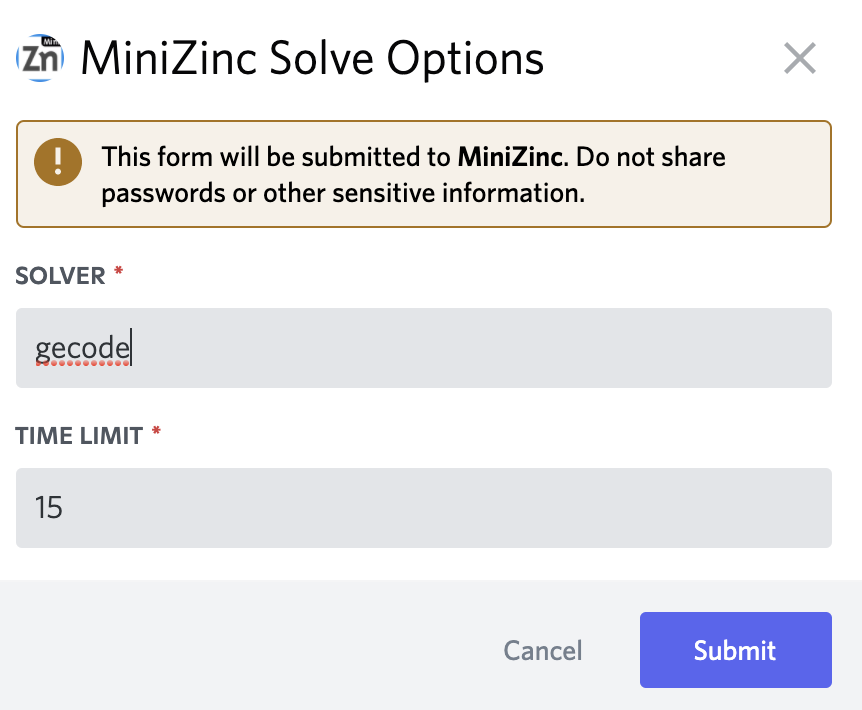 Min
Zn
MiniZinc Solve Options
This form will be submitted to MiniZinc. Do not share
passwords or other sensitive information.
SOLVER *
gecode
TIME LIMIT *
15
Cancel
Submit